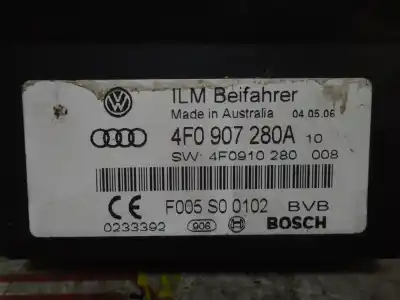 ILM Beifahrer
Made in Australia 04.05.06
4F0 907 280A 10
SW: 4F0910 280 008
CE F005 S0 0102 BVB
0233392 906 BOSCH